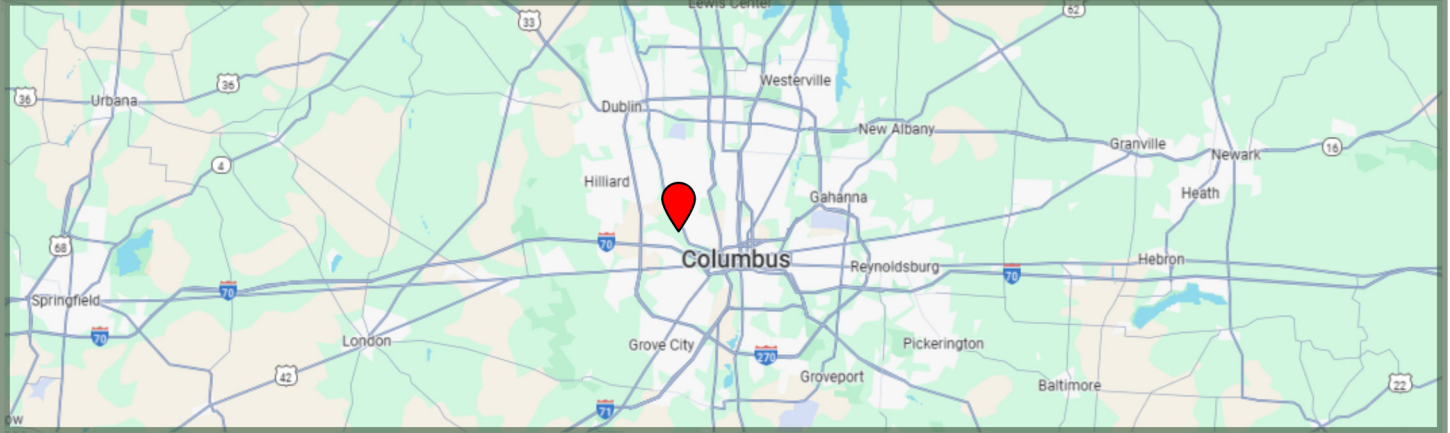 Lewis Center
33
62
Westerville
36
36
Urbana
Dublin
New Albany
Granville
16
Newark
4
Hilliard
Gahanna
Heath
68
70
Columbus
Reynoldsburg
70
Hebron
70
Springfield
70
London
Grove City
270
Pickerington
42
Groveport
Baltimore
22
71
ow